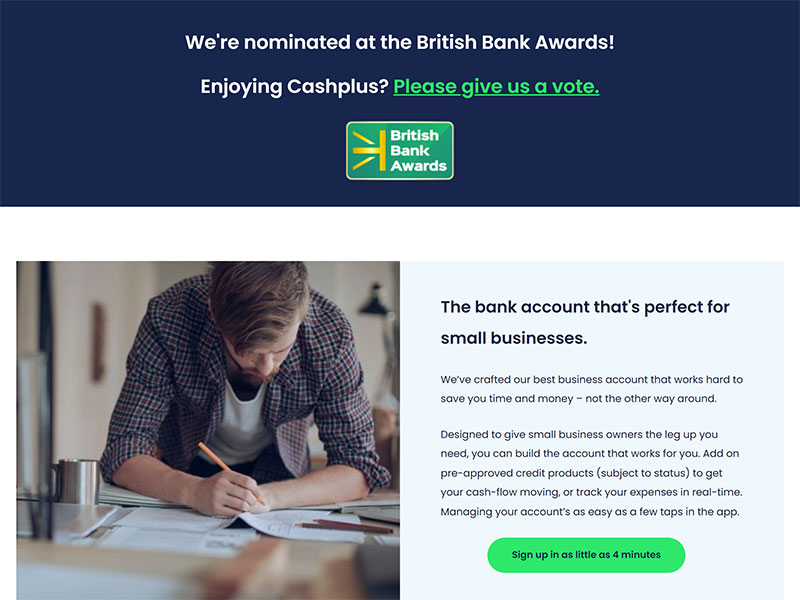 We're nominated at the British Bank Awards!
Enjoying Cashplus? Please give us a vote.
British
Bank
Awards
The bank account that's perfect for
small businesses.
We’ve crafted our best business account that works hard to
save you time and money – not the other way around.
Designed to give small business owners the leg up you
need, you can build the account that works for you. Add on
pre-approved credit products (subject to status) to get
your cash-flow moving, or track your expenses in real-time.
Managing your account’s as easy as a few taps in the app.
Sign up in as little as 4 minutes